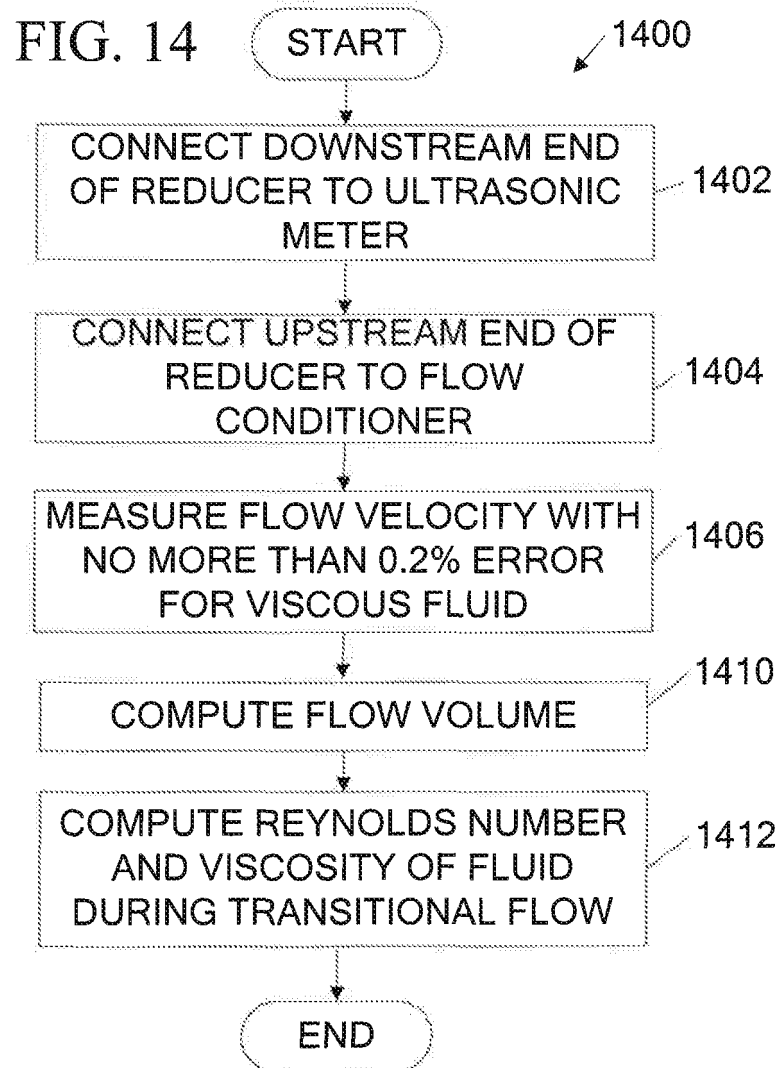 FIG. 14
START
1400
CONNECT DOWNSTREAM END
OF REDUCER TO ULTRASONIC
METER
1402
CONNECT UPSTREAM END OF
REDUCER TO FLOW
CONDITIONER
1404
MEASURE FLOW VELOCITY WITH
NO MORE THAN 0.2% ERROR
FOR VISCOUS FLUID
1406
COMPUTE FLOW VOLUME
1410
COMPUTE REYNOLDS NUMBER
AND VISCOSITY OF FLUID
DURING TRANSITIONAL FLOW
1412
END